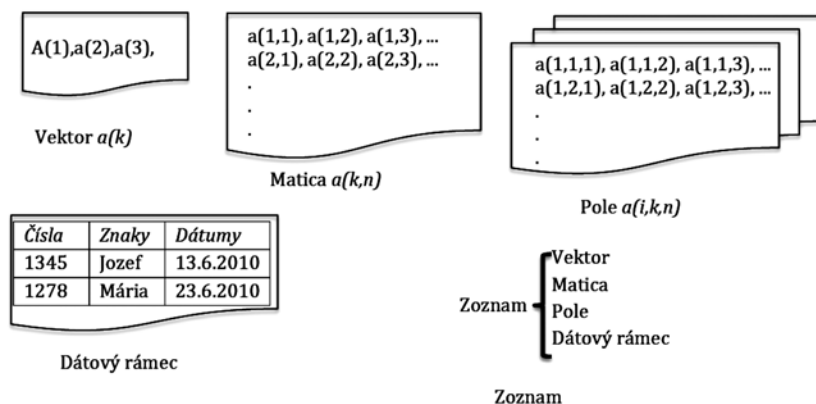 A(1),a(2),a(3),
Vektor a(k)
a(1,1), a(1,2), a(1,3), ...
a(2,1), a(2,2), a(2,3), ...
.
.
.
Matica a(k,n)
a(1,1,1), a(1,1,2), a(1,1,3), ...
a(1,2,1), a(1,2,2), a(1,2,3), ...
.
.
.
Pole a(i,k,n)
Čísla Znaky Dátumy
1345 Jozef 13.6.2010
1278 Mária 23.6.2010
Dátový rámec
Zoznam
Vektor
Matica
Pole
Dátový rámec
Zoznam